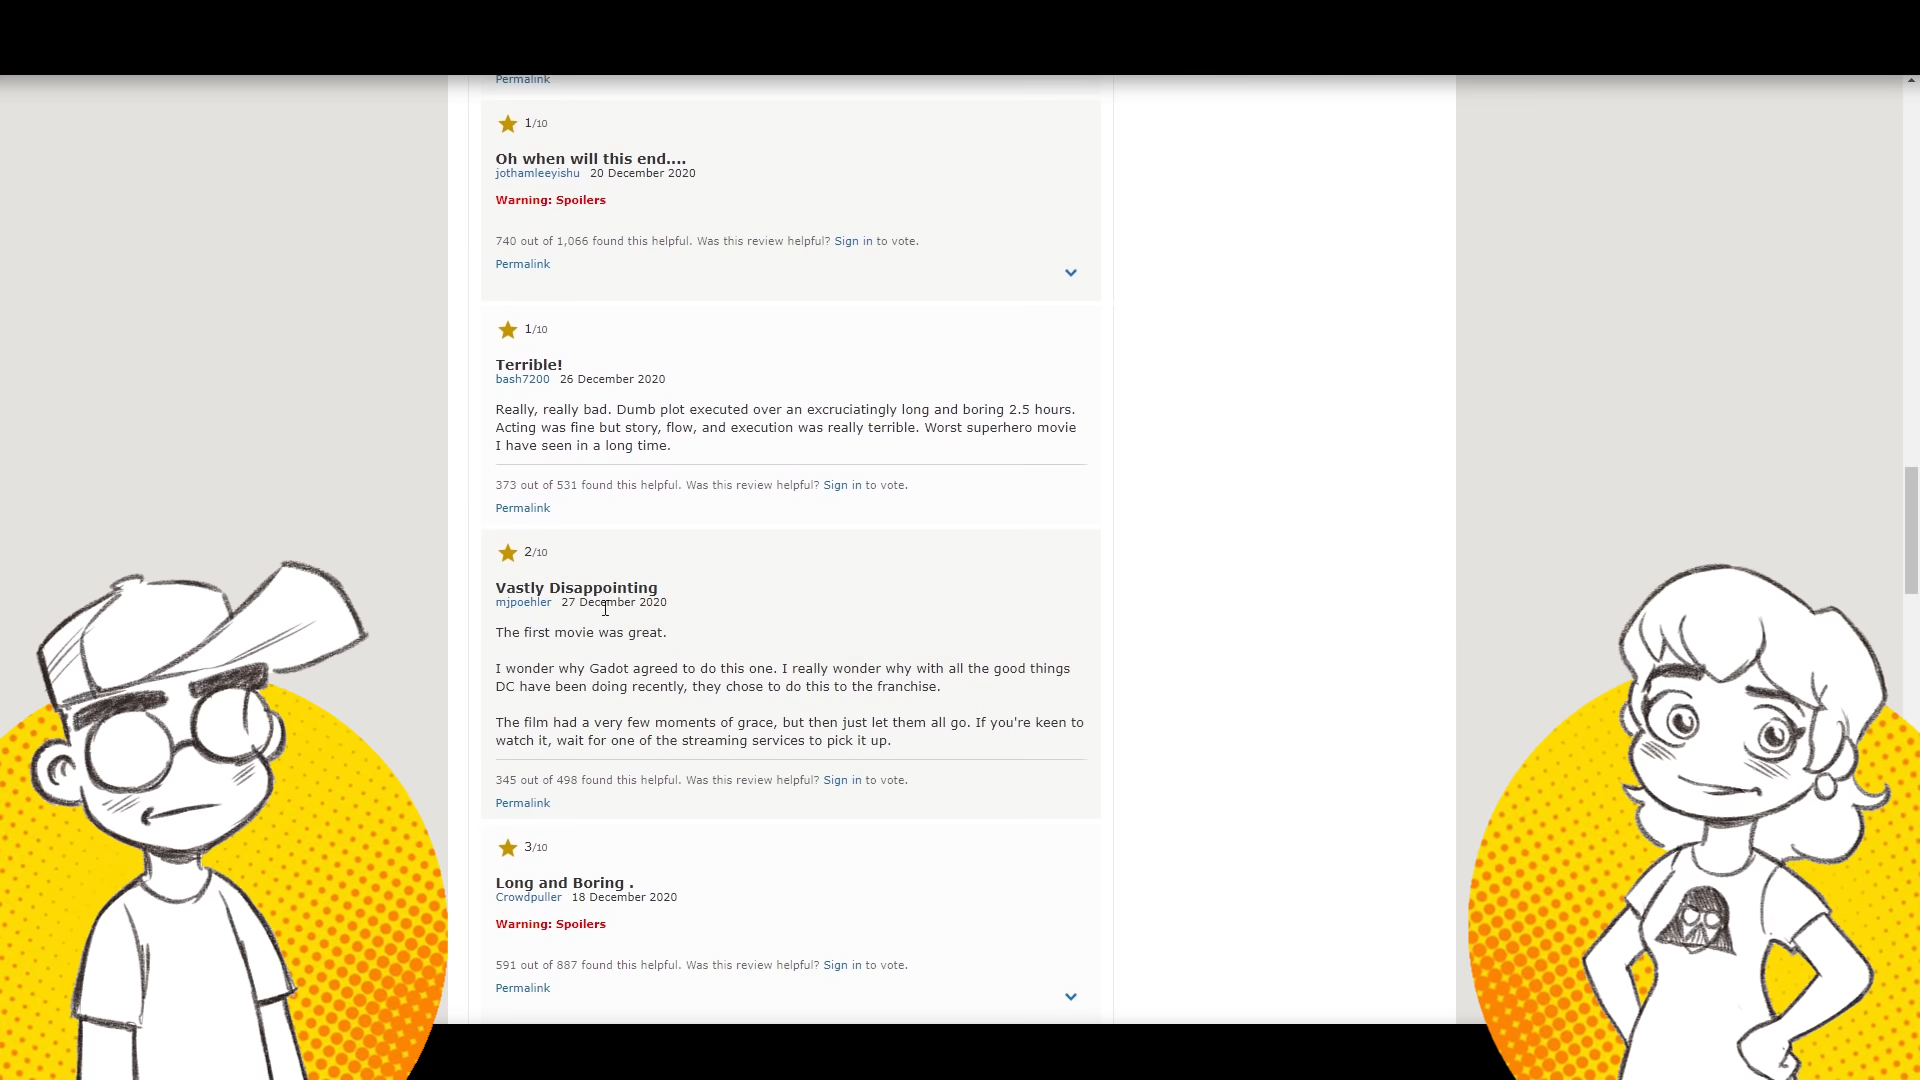 Permalink
1/10
Oh when will this end....
jothamleeyishu 20 December 2020
Warning: Spoilers
740 out of 1,066 found this helpful. Was this review helpful? Sign in to vote.
Permalink
1/10
Terrible!
bash7200 26 December 2020
Really, really bad. Dumb plot executed over an excruciatingly long and boring 2.5 hours.
Acting was fine but story, flow, and execution was really terrible. Worst superhero movie
I have seen in a long time.
373 out of 531 found this helpful. Was this review helpful? Sign in to vote.
Permalink
2/10
Vastly Disappointing
mjpoehler 27 December 2020
The first movie was great.
I wonder why Gadot agreed to do this one. I really wonder why with all the good things
DC have been doing recently, they chose to do this to the franchise.
The film had a very few moments of grace, but then just let them all go. If you're keen to
watch it, wait for one of the streaming services to pick it up.
345 out of 498 found this helpful. Was this review helpful? Sign in to vote.
Permalink
3/10
Long and Boring .
Crowdpuller 18 December 2020
Warning: Spoilers
591 out of 887 found this helpful. Was this review helpful? Sign in to vote.
Permalink